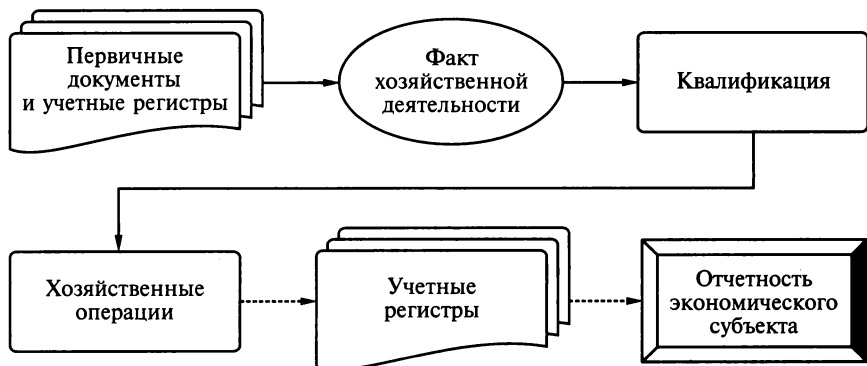 Первичные
документы
и учетные регистры
Факт
хозяйственной
деятельности
Квалификация
Хозяйственные
операции
Учетные
регистры
Отчетность
экономического
субъекта